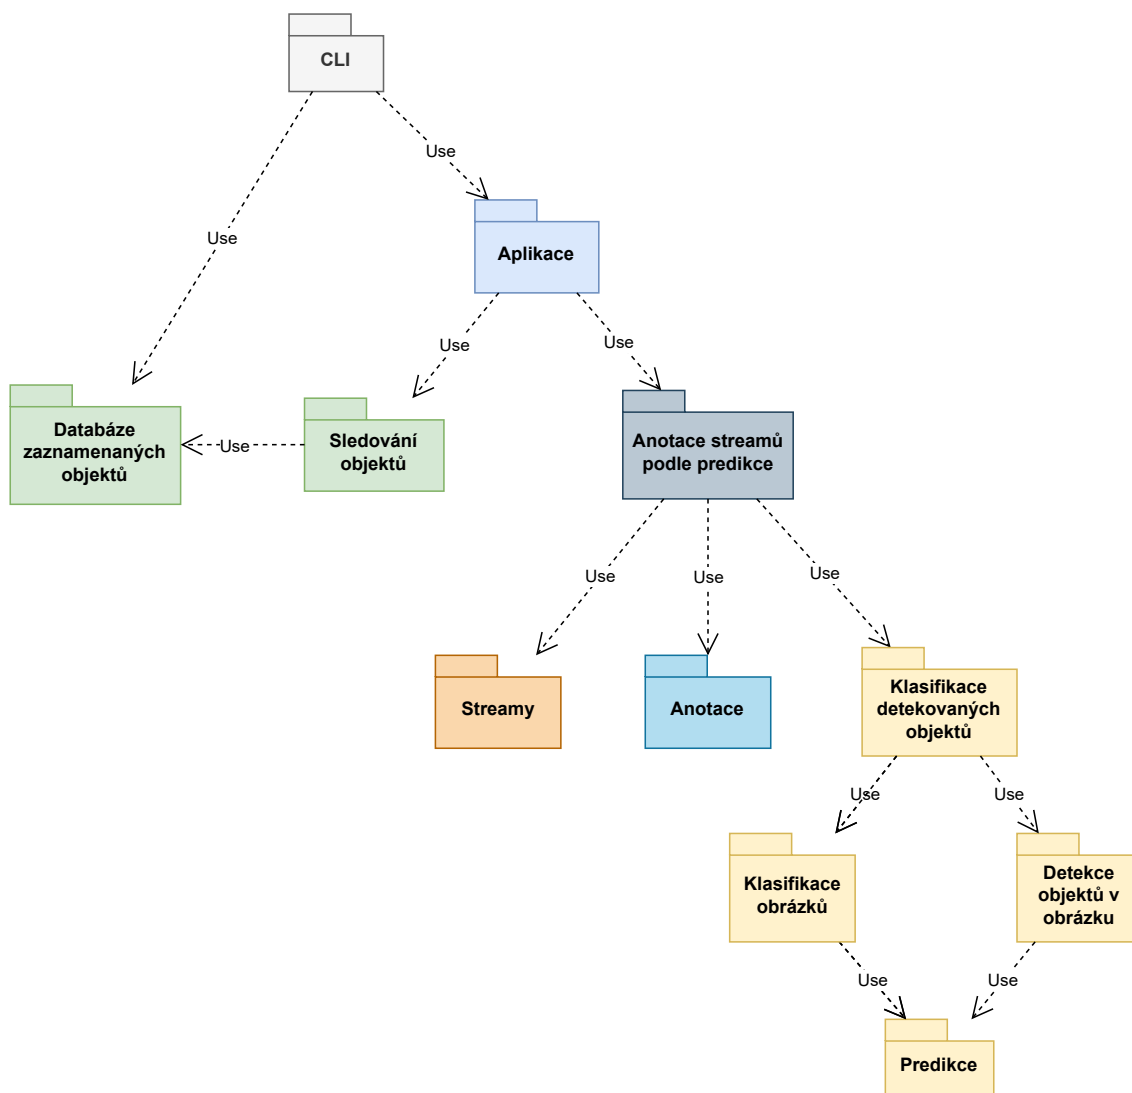 CLI
Use
Use
Aplikace
Use
Use
Databáze
zaznamenaných
objektů
Use
Sledování
objektů
Anotace streamů
podle predikce
Use
Use
Use
Streamy
Anotace
Klasifikace
detekovaných
objektů
Use
Use
Klasifikace
obrázků
Detekce
objektů v
obrázku
Use
Use
Predikce